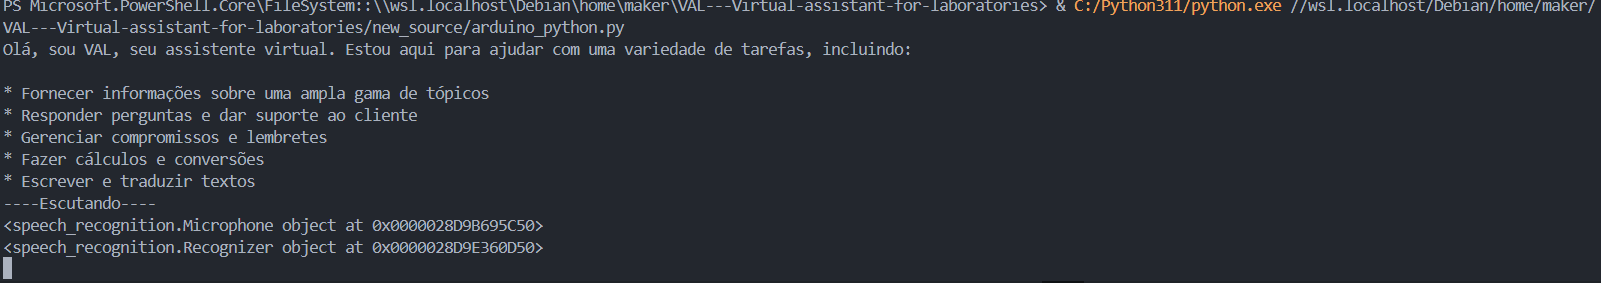 PS Microsoft.PowerShell.Core\FileSystem::\\wsl.localhost\Debian\home\maker\VAL---Virtual-assistant-for-laboratories> & C:/Python311/python.exe //wsl.localhost/Debian/home/maker/
VAL---Virtual-assistant-for-laboratories/new_source/arduino_python.py
Olá, sou VAL, seu assistente virtual. Estou aqui para ajudar com uma variedade de tarefas, incluindo:
* Fornecer informações sobre uma ampla gama de tópicos
* Responder perguntas e dar suporte ao cliente
* Gerenciar compromissos e lembretes
* Fazer cálculos e conversões
* Escrever e traduzir textos
----Escutando----
<speech_recognition.Microphone object at 0x0000028D9B695C50>
<speech_recognition.Recognizer object at 0x0000028D9E360D50>